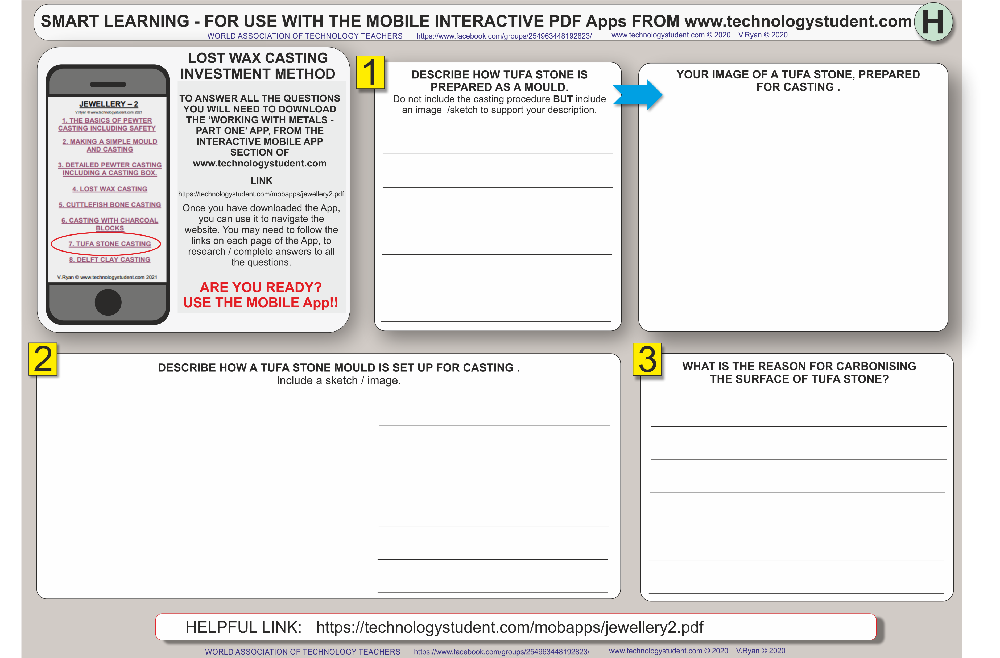 SMART LEARNING - FOR USE WITH THE MOBILE INTERACTIVE PDF Apps FROM www.technologystudent.com
H
WORLD ASSOCIATION OF TECHNOLOGY TEACHERS https://www.facebook.com/groups/254963448192823/ www.technologystudent.com © 2020 V.Ryan © 2020
LOST WAX CASTING
INVESTMENT METHOD
JEWELLERY – 2
V.Ryan © www.technologystudent.com 2021
1. THE BASICS OF PEWTER
CASTING INCLUDING SAFETY
2. MAKING A SIMPLE MOULD
AND CASTING
3. DETAILED PEWTER CASTING
INCLUDING A CASTING BOX.
4. LOST WAX CASTING
5. CUTTLEFISH BONE CASTING
6. CASTING WITH CHARCOAL
BLOCKS
7. TUFA STONE CASTING
8. DELFT CLAY CASTING
V.Ryan © www.technologystudent.com 2021
TO ANSWER ALL THE QUESTIONS
YOU WILL NEED TO DOWNLOAD
THE ‘WORKING WITH METALS -
PART ONE’ APP, FROM THE
INTERACTIVE MOBILE APP
SECTION OF
www.technologystudent.com
LINK
https://technologystudent.com/mobapps/jewellery2.pdf
Once you have downloaded the App,
you can use it to navigate the
website. You may need to follow the
links on each page of the App, to
research / complete answers to all
the questions.
ARE YOU READY?
USE THE MOBILE App!!
1
DESCRIBE HOW TUFA STONE IS
PREPARED AS A MOULD.
Do not include the casting procedure BUT include
an image /sketch to support your description.
YOUR IMAGE OF A TUFA STONE, PREPARED
FOR CASTING .
2
DESCRIBE HOW A TUFA STONE MOULD IS SET UP FOR CASTING .
Include a sketch / image.
3
WHAT IS THE REASON FOR CARBONISING
THE SURFACE OF TUFA STONE?
HELPFUL LINK: https://technologystudent.com/mobapps/jewellery2.pdf
WORLD ASSOCIATION OF TECHNOLOGY TEACHERS https://www.facebook.com/groups/254963448192823/ www.technologystudent.com © 2020 V.Ryan © 2020